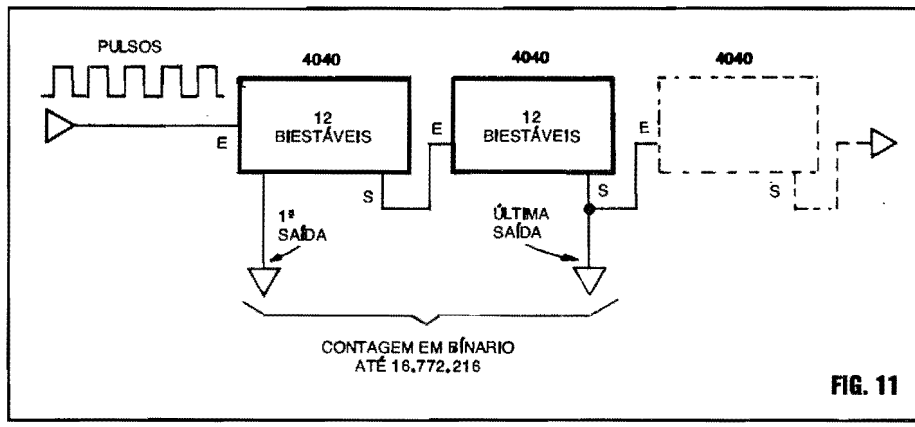 PULSOS
4040
4040
4040
E
12
BIESTÁVEIS
S
E
12
BIESTÁVEIS
S
E
S
1ª
SAÍDA
ÚLTIMA
SAÍDA
CONTAGEM EM BÍNARIO
ATÉ 16.772.216
FIG. 11